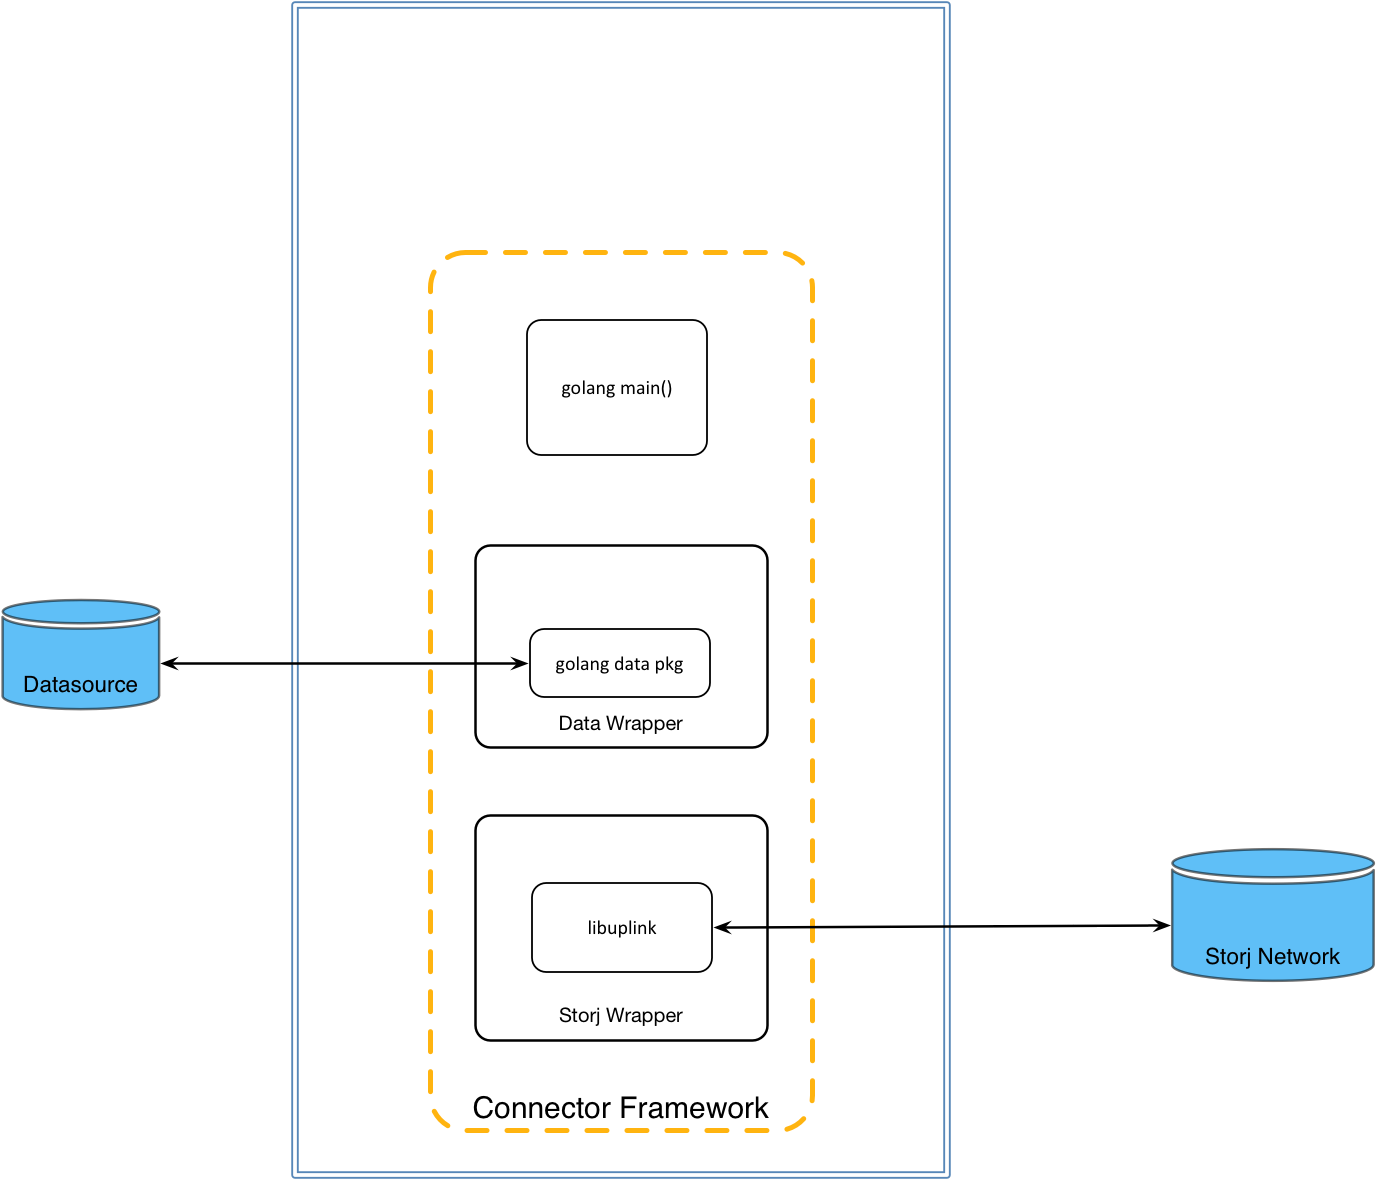 golang main()
golang data pkg
Data Wrapper
Datasource
libuplink
Storj Wrapper
Storj Network
Connector Framework